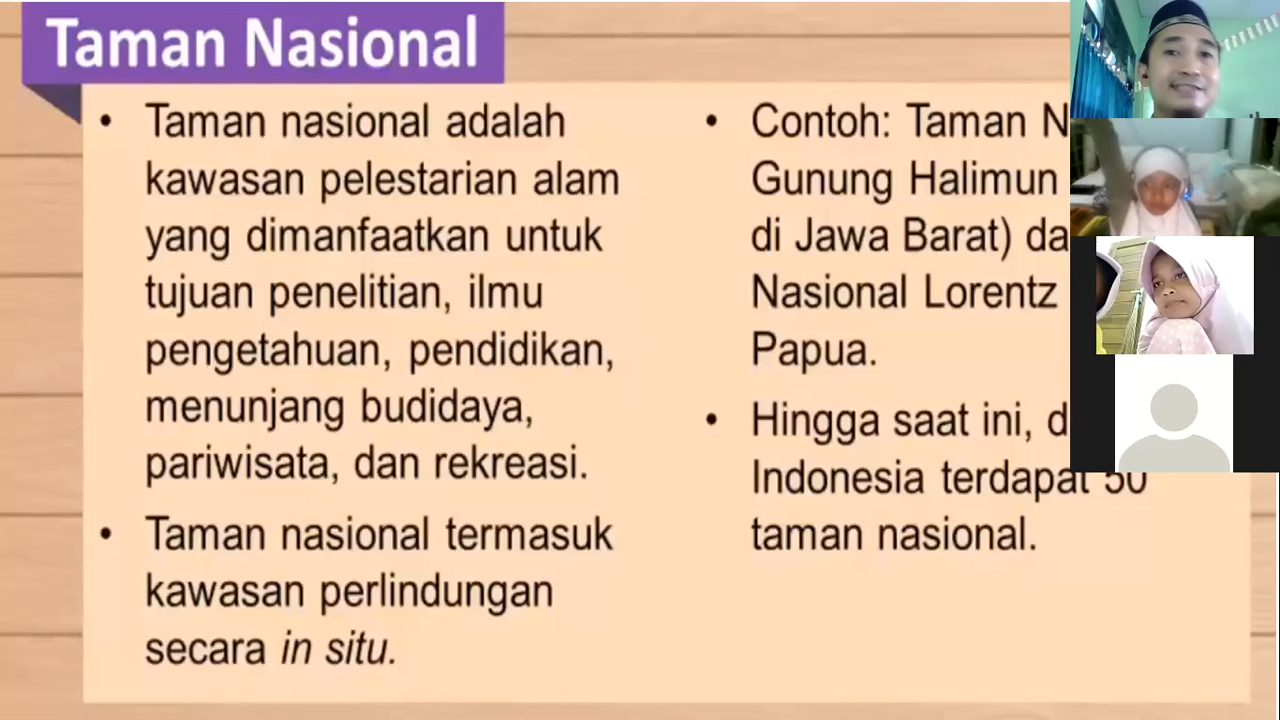 Taman Nasional
• Taman nasional adalah
kawasan pelestarian alam
yang dimanfaatkan untuk
tujuan penelitian, ilmu
pengetahuan, pendidikan,
menunjang budidaya,
pariwisata, dan rekreasi.
• Taman nasional termasuk
kawasan perlindungan
secara in situ.
• Contoh: Taman
Gunung Halimun
di Jawa Barat)
Nasional Lorentz
Papua.
• Hingga saat ini,
Indonesia terdapat 50
taman nasional.